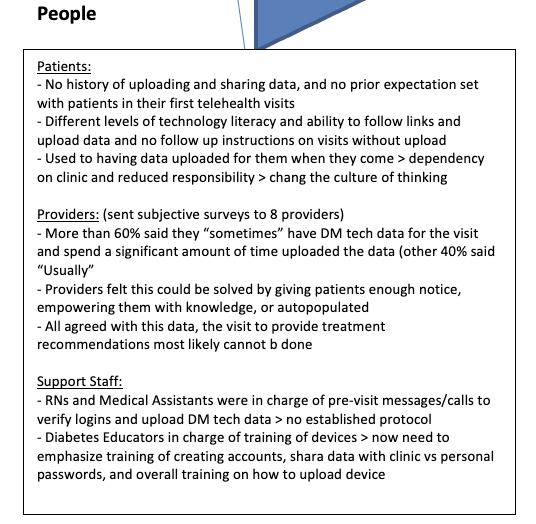 People
Patients:
- No history of uploading and sharing data, and no prior expectation set
with patients in their first telehealth visits
- Different levels of technology literacy and ability to follow links and
upload data and no follow up instructions on visits without upload
- Used to having data uploaded for them when they come > dependency
on clinic and reduced responsibility > chang the culture of thinking
Providers: (sent subjective surveys to 8 providers)
- More than 60% said they “sometimes” have DM tech data for the visit
and spend a significant amount of time uploaded the data (other 40% said
“Usually”
- Providers felt this could be solved by giving patients enough notice,
empowering them with knowledge, or autopopulated
- All agreed with this data, the visit to provide treatment
recommendations most likely cannot b done
Support Staff:
- RNs and Medical Assistants were in charge of pre-visit messages/calls to
verify logins and upload DM tech data > no established protocol
- Diabetes Educators in charge of training of devices > now need to
emphasize training of creating accounts, shara data with clinic vs personal
passwords, and overall training on how to upload device